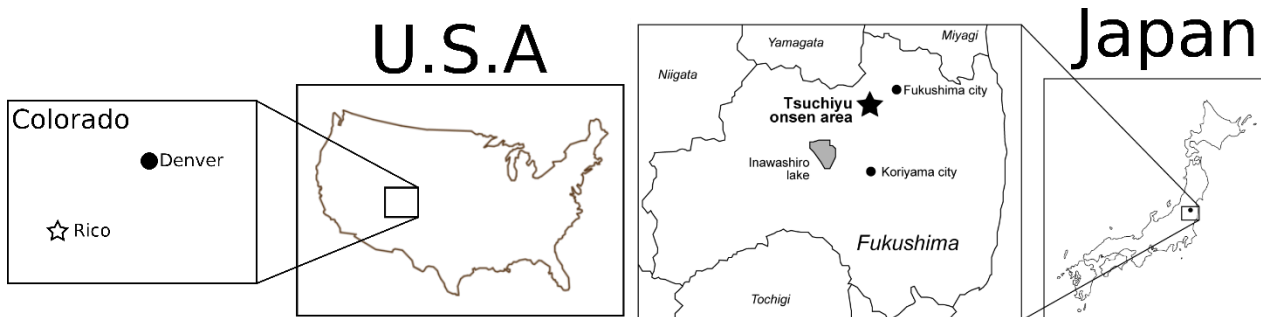 U.S.A
Colorado
Denver
Rico
Japan
Yamagata
Miyagi
Niigata
Fukushima city
Tsuchiyu
onsen area
Inawashiro
lake
Koriyama city
Fukushima
Tochigi